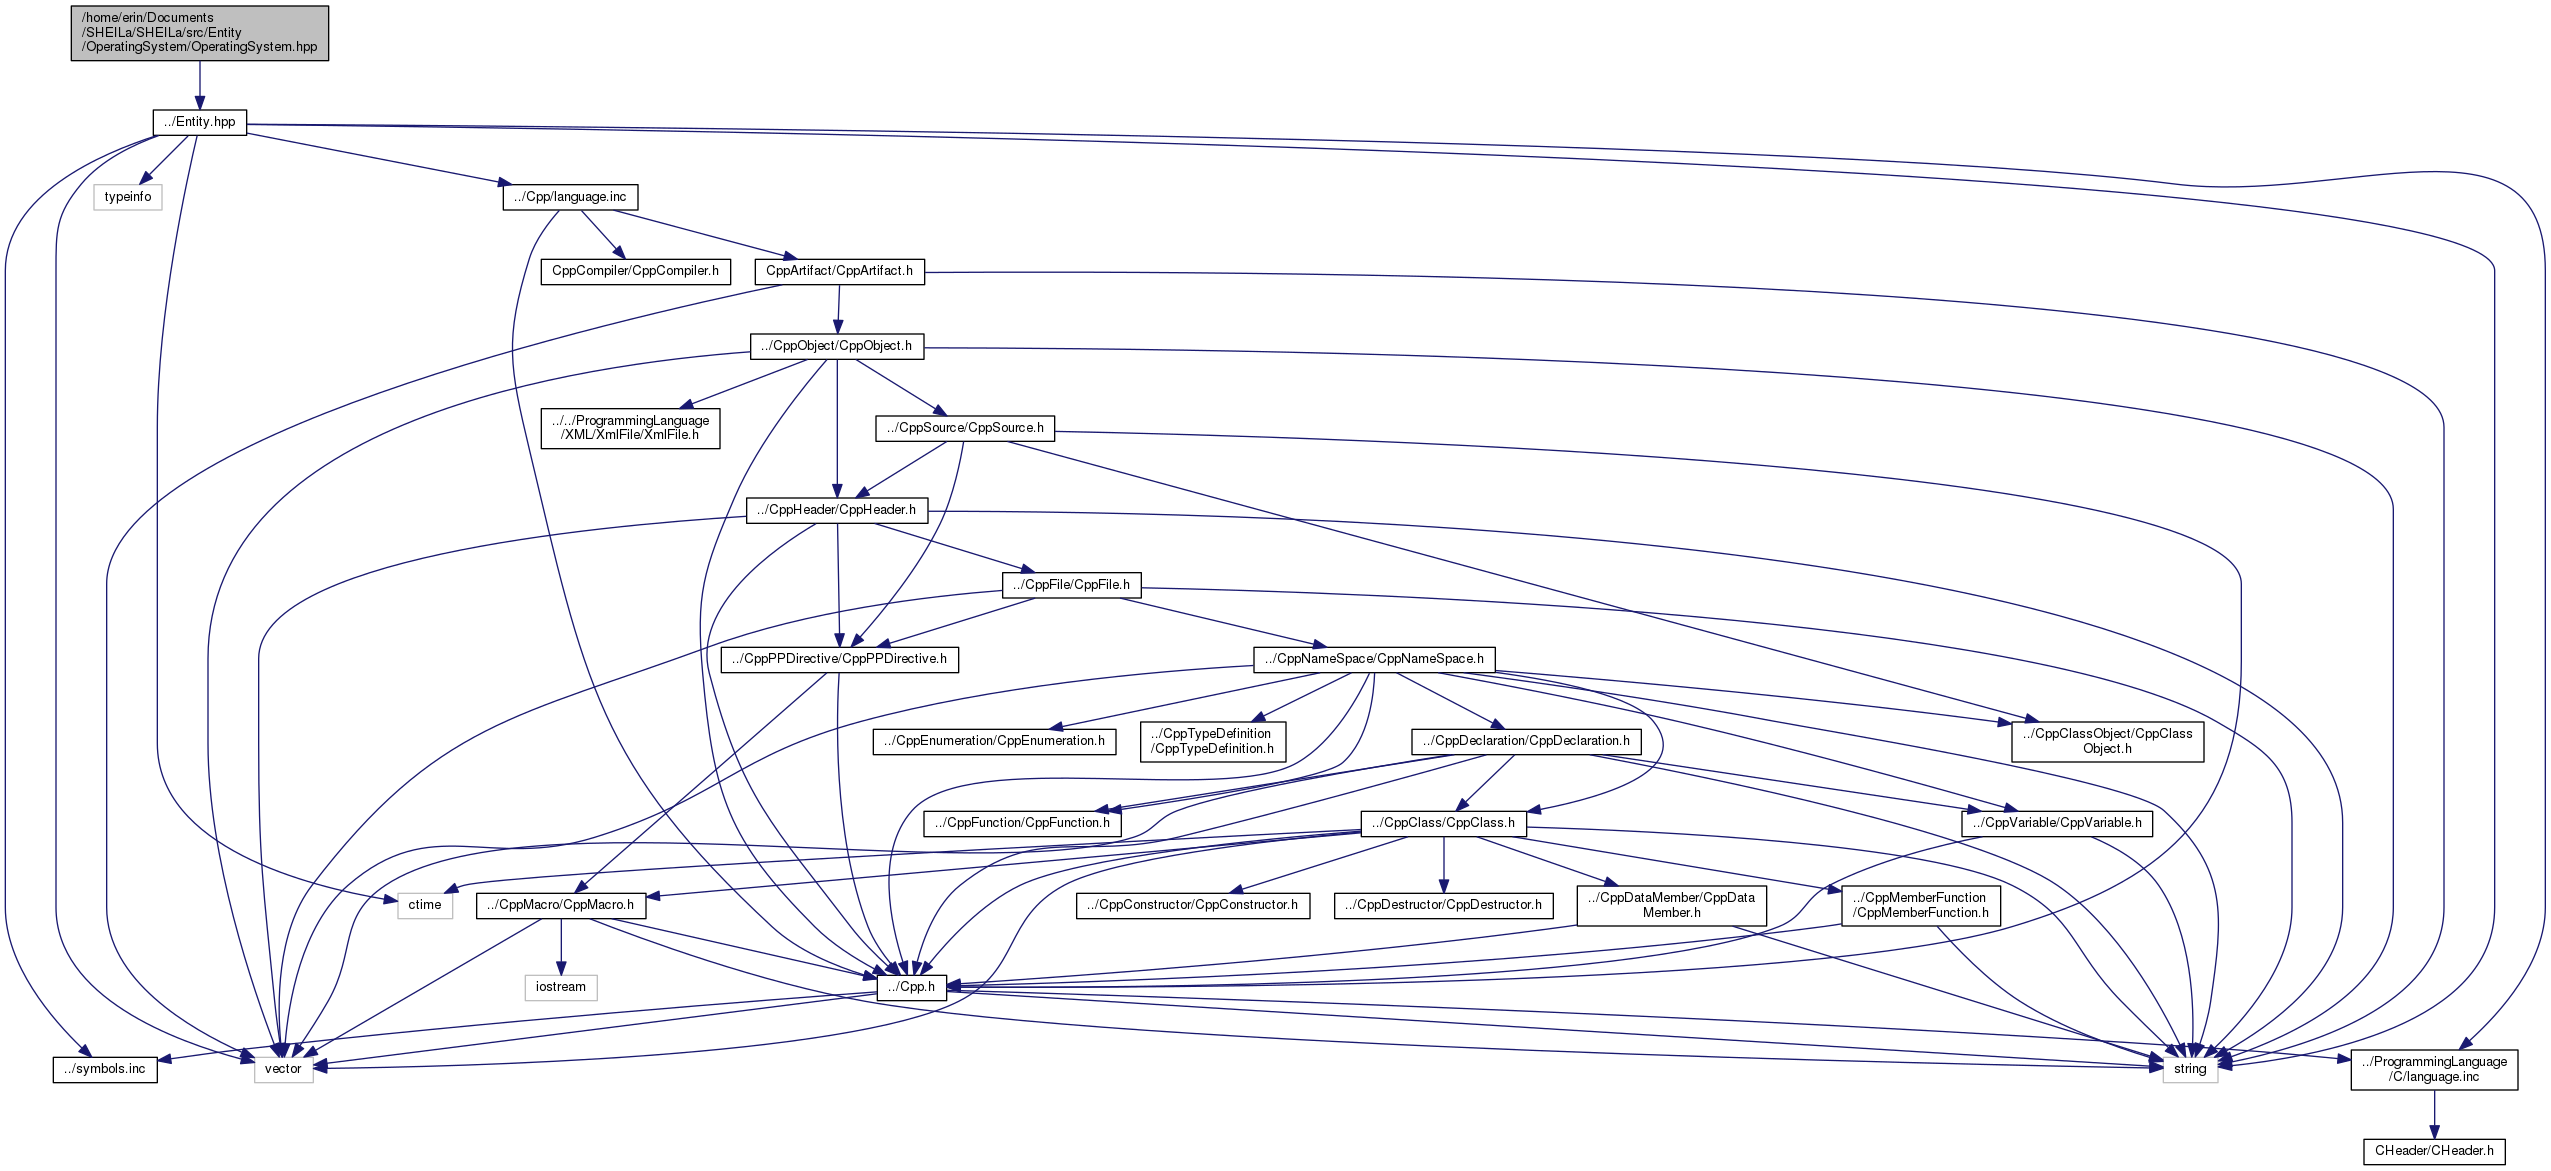 /home/erin/Documents
/SHEILa/SHEILa/src/Entity
/OperatingSystem/OperatingSystem.hpp
../Entity.hpp
typeinfo
../Cpp/language.inc
CppCompiler/CppCompiler.h
CppArtifact/CppArtifact.h
../CppObject/CppObject.h
../../ProgrammingLanguage
/XML/XmlFile/XmlFile.h
../CppSource/CppSource.h
../CppHeader/CppHeader.h
../CppFile/CppFile.h
../CppPPDirective/CppPPDirective.h
../CppNameSpace/CppNameSpace.h
../CppEnumeration/CppEnumeration.h
../CppTypeDefinition
/CppTypeDefinition.h
../CppDeclaration/CppDeclaration.h
../CppClassObject/CppClass
Object.h
../CppFunction/CppFunction.h
../CppClass/CppClass.h
../CppVariable/CppVariable.h
ctime
../CppMacro/CppMacro.h
../CppConstructor/CppConstructor.h
../CppDestructor/CppDestructor.h
../CppDataMember/CppData
Member.h
../CppMemberFunction
/CppMemberFunction.h
iostream
../Cpp.h
../symbols.inc
vector
string
../ProgrammingLanguage
/C/language.inc
CHeader/CHeader.h